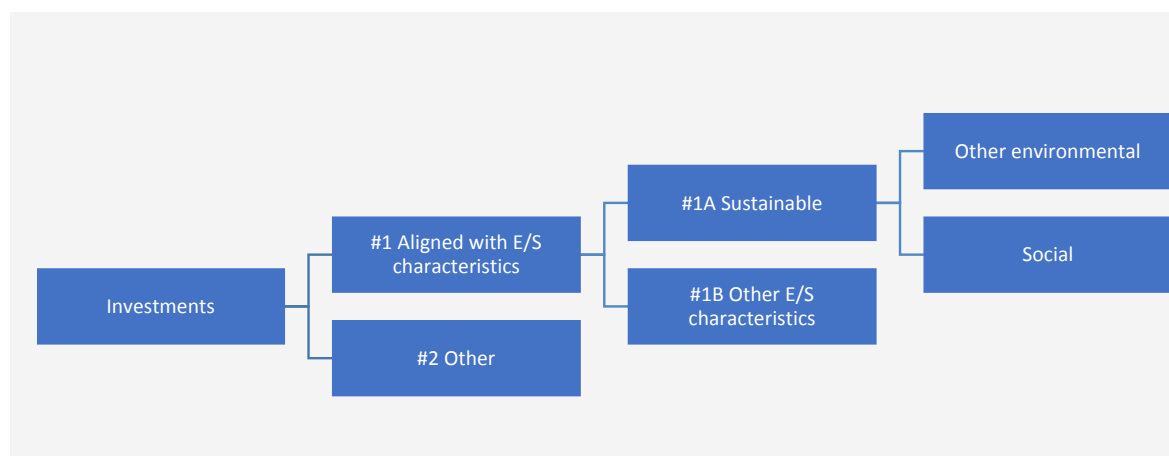 Investments
#1 Aligned with E/S
characteristics
#2 Other
#1A Sustainable
#1B Other E/S
characteristics
Other environmental
Social